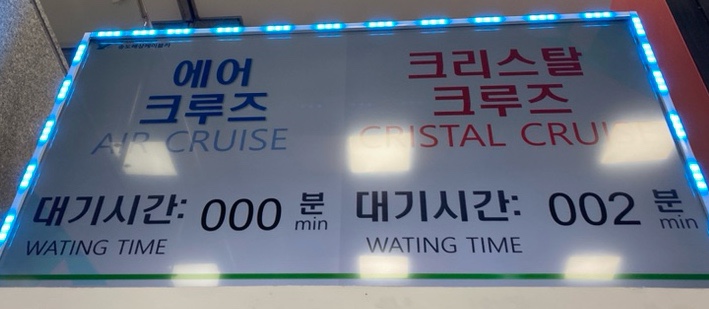 에어
크루즈
AIR CRUISE
대기시간: 000 분
min
WATING TIME
크리스탈
크루즈
CRISTAL CRUISE
대기시간: 002 분
min
WATING TIME